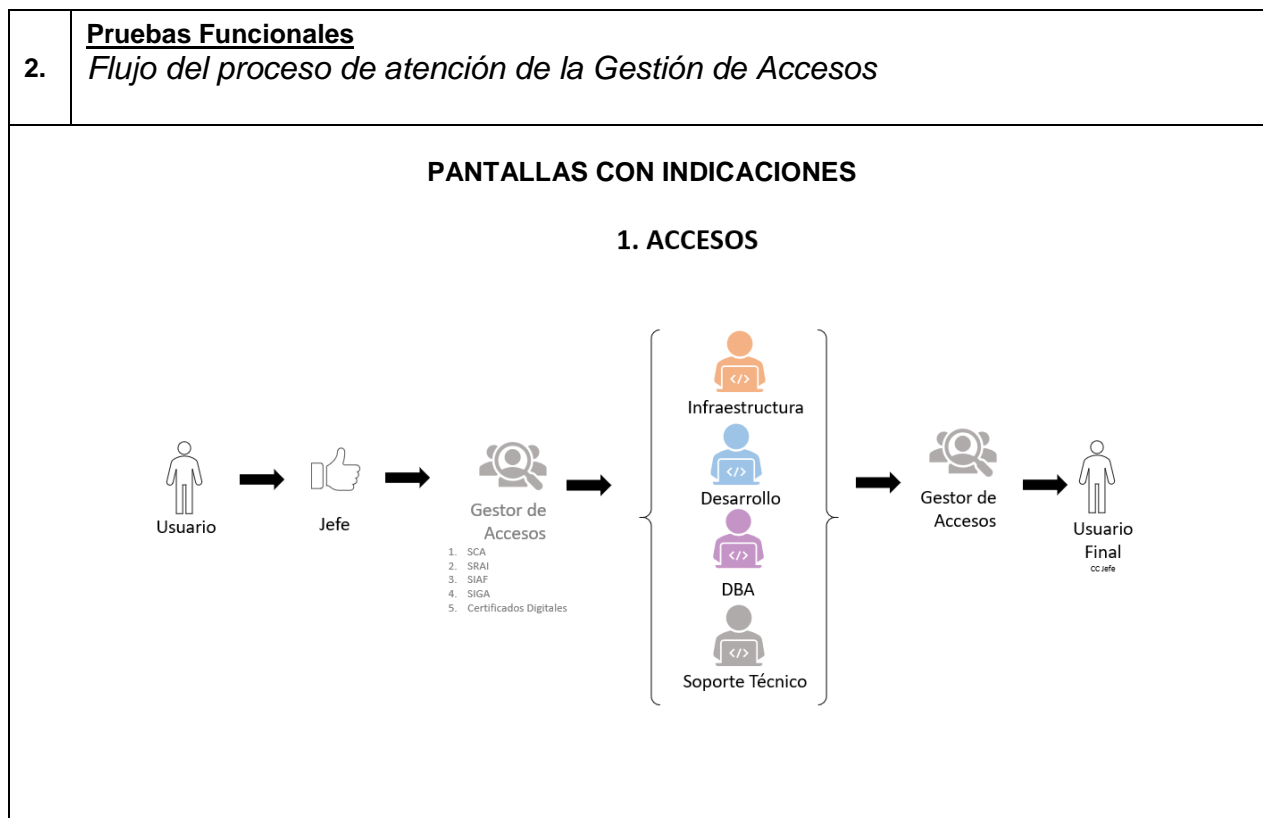 2.
Pruebas Funcionales
Flujo del proceso de atención de la Gestión de Accesos
PANTALLAS CON INDICACIONES
1. ACCESOS
Usuario
Jefe
Gestor de
Accesos
1. SCA
2. SRAI
3. SIAF
4. SIGA
5. Certificados Digitales
</>
Infraestructura
</>
Desarrollo
</>
DBA
</>
Soporte Técnico
Gestor de
Accesos
Usuario
Final
CC Jefe